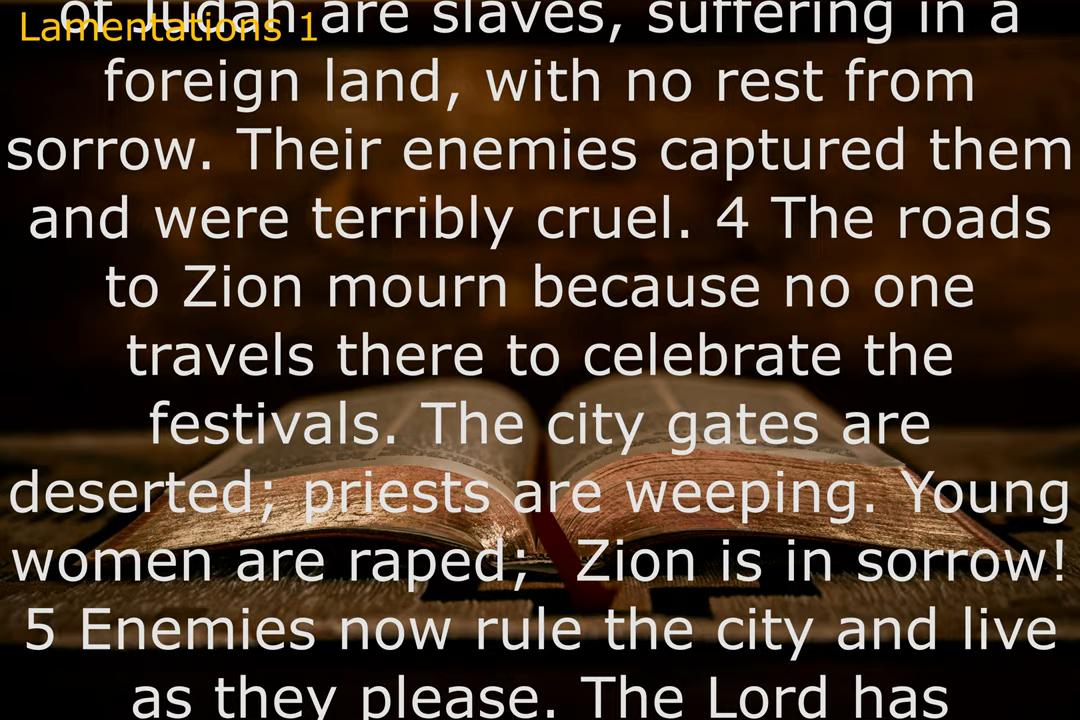 of Judah are slaves, suffering in a
Lamentations 1
foreign land, with no rest from
sorrow. Their enemies captured them
and were terribly cruel. 4 The roads
to Zion mourn because no one
travels there to celebrate the
festivals. The city gates are
deserted; priests are weeping. Young
women are raped;  Zion is in sorrow!
5 Enemies now rule the city and live
as they please. The Lord has